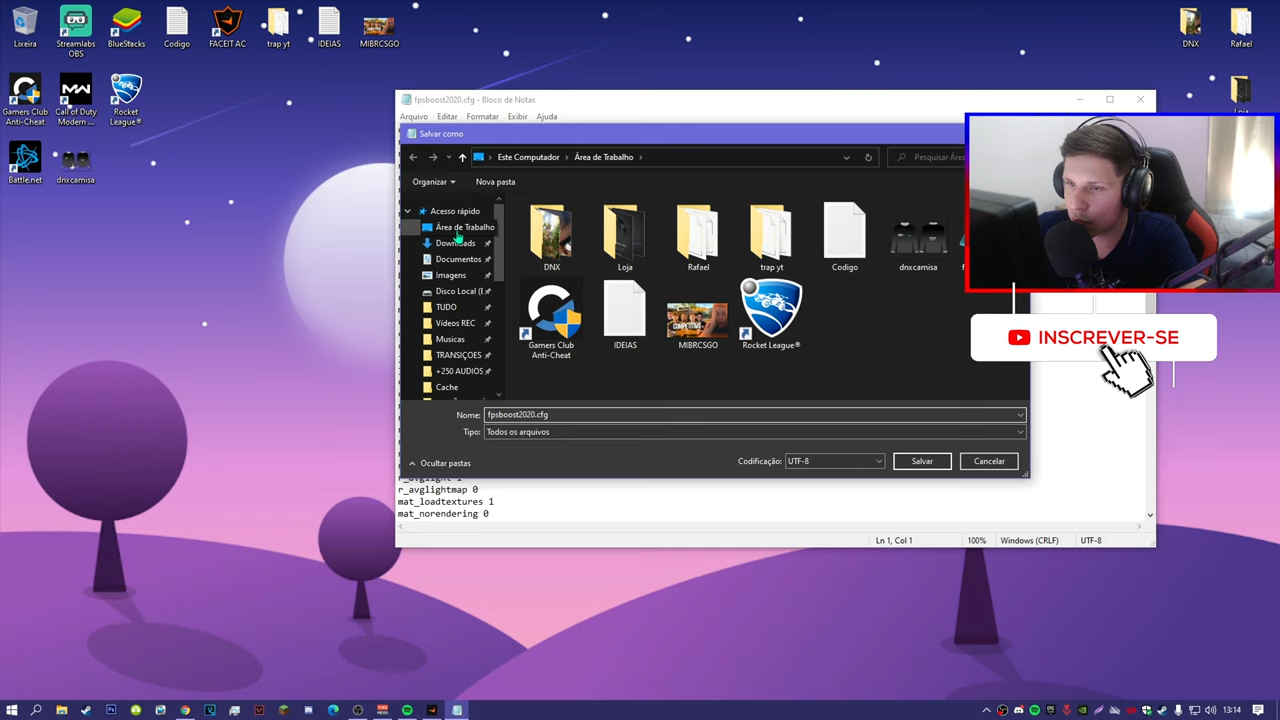 Lixeira
Streamlabs OBS
BlueStacks
Codigo
FACEIT AC
trap yt
IDEIAS
MIBRCSGO
DNX
Rafael
Gamers Club Anti-Cheat
Call of Duty Modern ...
Rocket League®
Loja
Battle.net
dnxcamisa
fpsboost2020.cfg - Bloco de Notas
Arquivo Editar Formatar Exibir Ajuda
Salvar como
Este Computador > Área de Trabalho >
Pesquisar Área
Organizar
Nova pasta
Acesso rápido
Área de Trabalho
Downloads
Documentos
Imagens
Disco Local (E
TUDO
Vídeos REC
Musicas
TRANSIÇOES
+250 AUDIOS
Cache
DNX
Loja
Rafael
trap yt
Codigo
dnxcamisa
Gamers Club Anti-Cheat
IDEIAS
MIBRCSGO
Rocket League®
Nome: fpsboost2020.cfg
Tipo: Todos os arquivos
Ocultar pastas
Codificação: UTF-8
Salvar
Cancelar
INSCREVER-SE
r_avglight 1
r_avglightmap 0
mat_loadtextures 1
mat_norendering 0
Ln 1, Col 1
100%
Windows (CRLF)
UTF-8
13:14